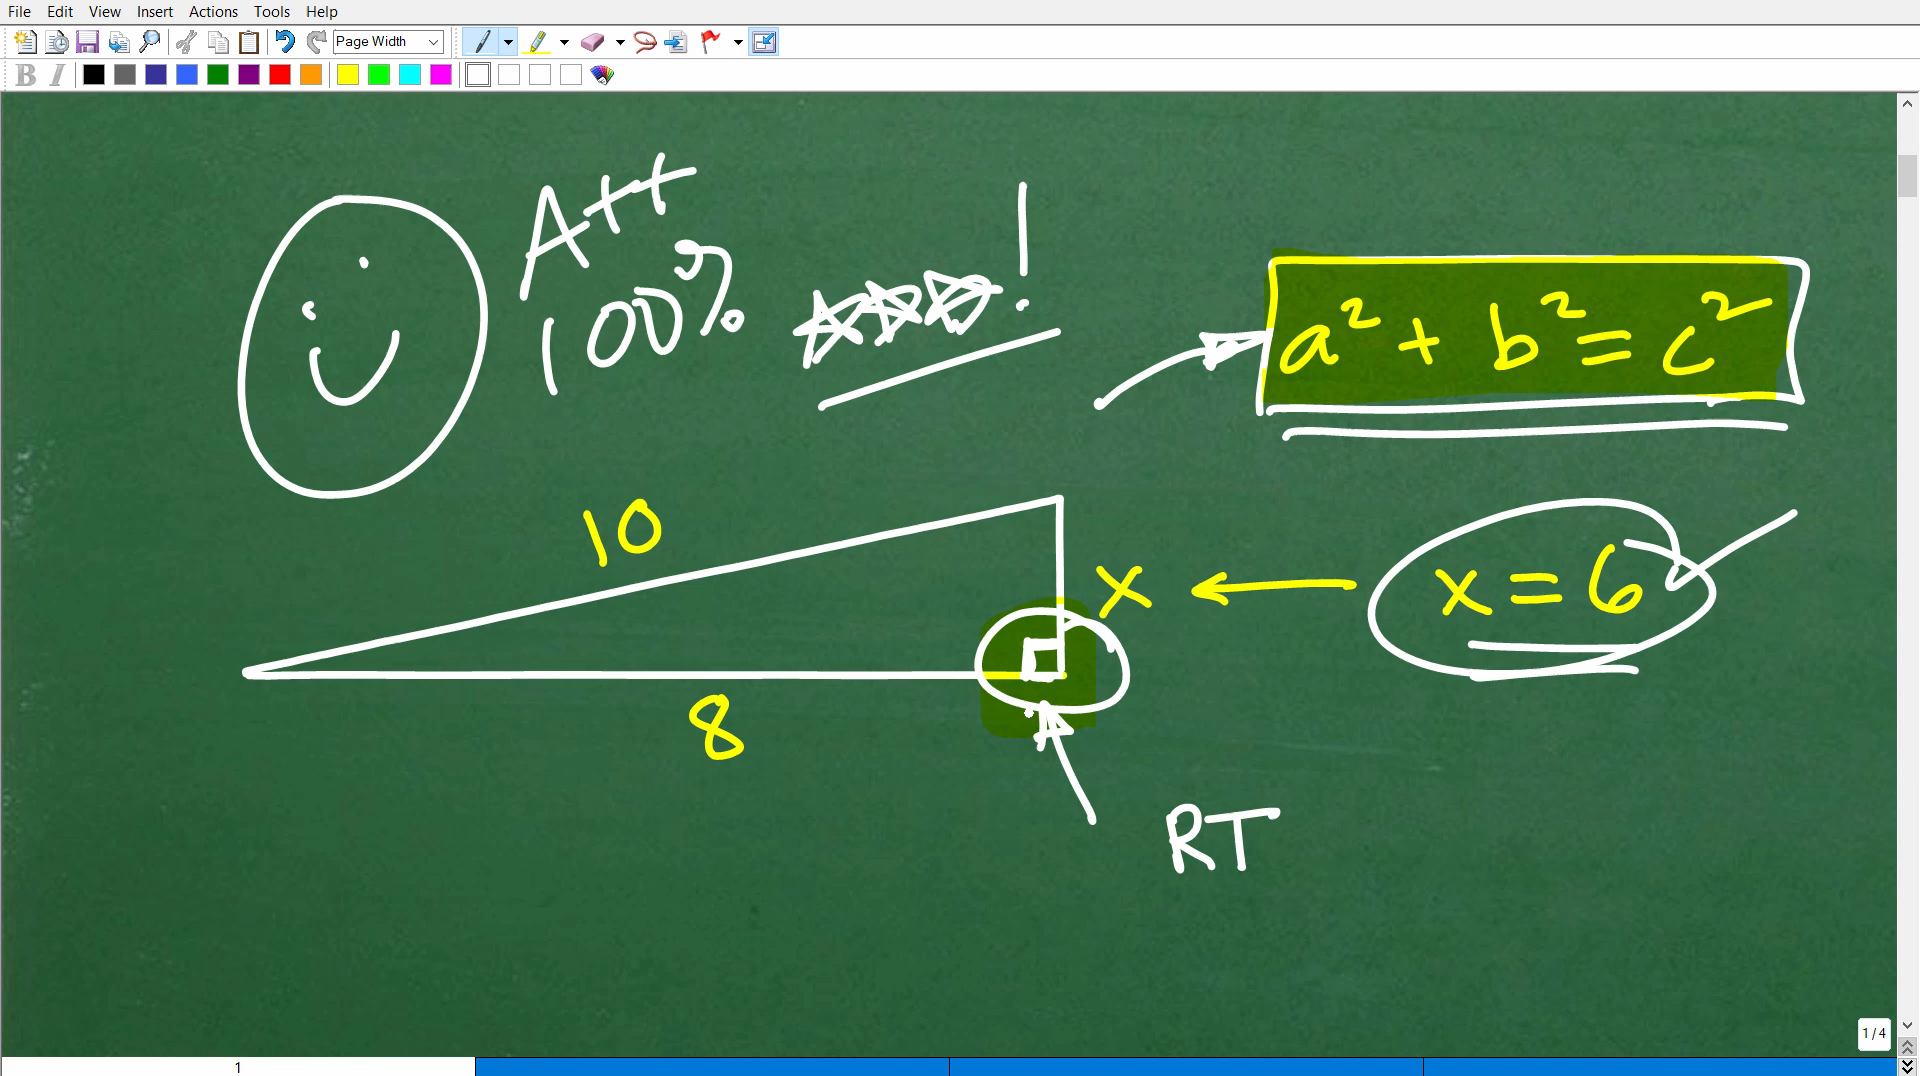 File Edit View Insert Actions Tools Help
Page Width
B I
A++
100% !
a² + b² = c²
10
x
x = 6
8
RT
1 / 4
1